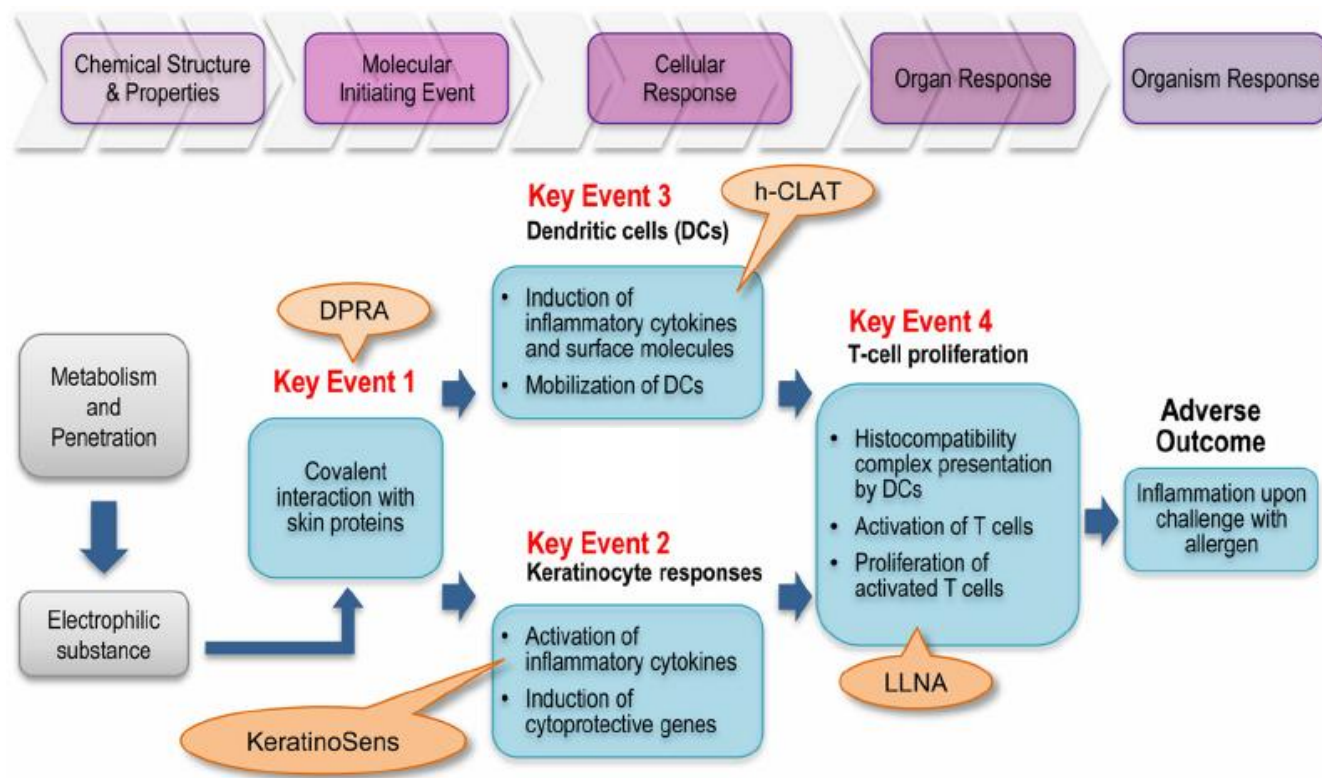 Chemical Structure
& Properties
Molecular
Initiating Event
Cellular
Response
Organ Response
Organism Response
Key Event 3
Dendritic cells (DCs)
h-CLAT
• Induction of
inflammatory cytokines
and surface molecules
• Mobilization of DCs
DPRA
Key Event 1
Covalent
interaction with
skin proteins
Metabolism
and
Penetration
Electrophilic
substance
Key Event 2
Keratinocyte responses
• Activation of
inflammatory cytokines
• Induction of
cytoprotective genes
KeratinoSens
Key Event 4
T-cell proliferation
• Histocompatibility
complex presentation
by DCs
• Activation of T cells
• Proliferation of
activated T cells
LLNA
Adverse
Outcome
Inflammation upon
challenge with
allergen